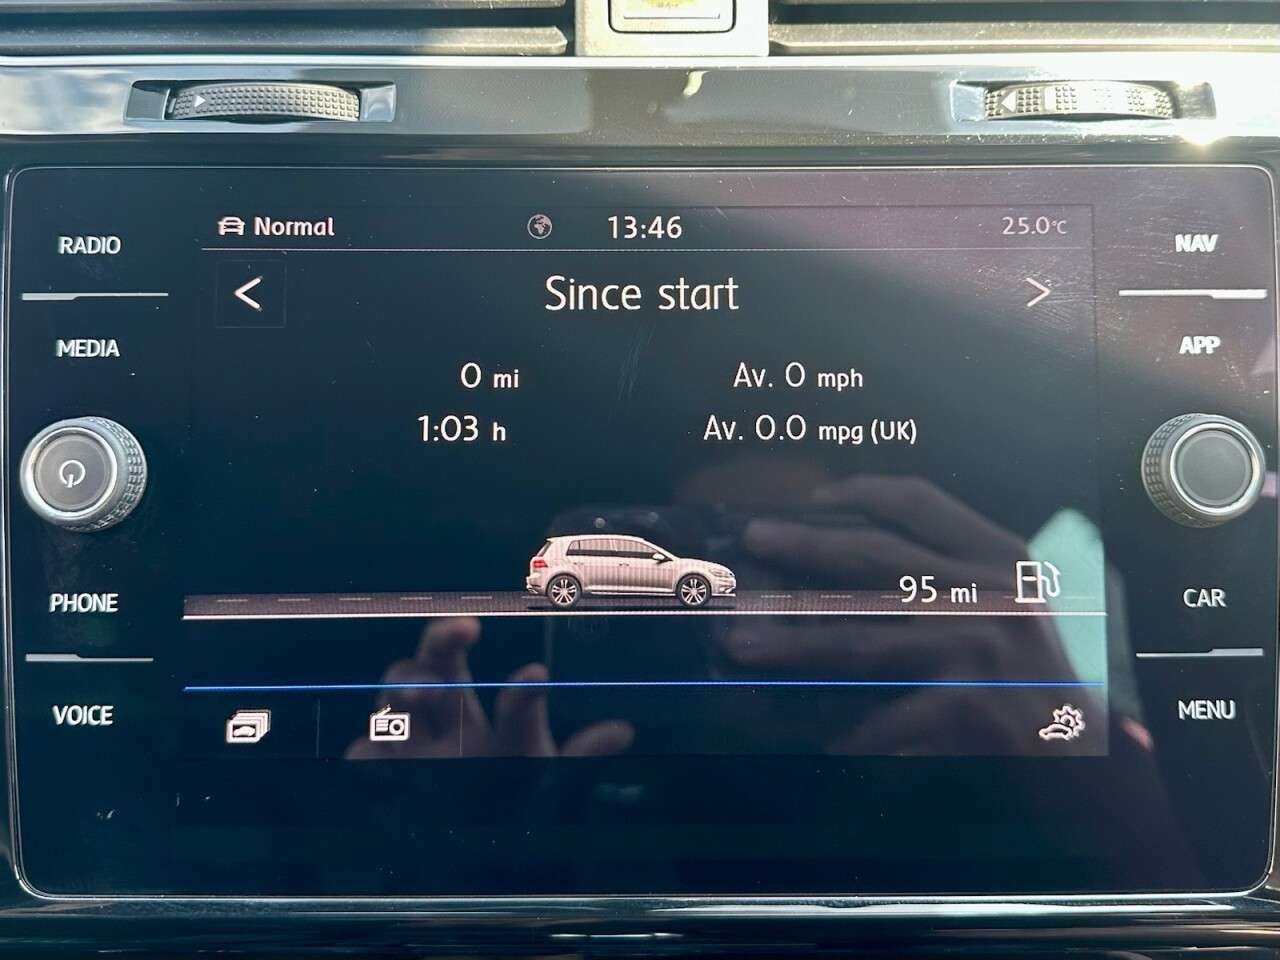 Normal 13:46 25.0°C
RADIO NAV
Since start
MEDIA APP
0 mi Av. 0 mph
1:03 h Av. 0.0 mpg (UK)
95 mi
PHONE CAR
VOICE MENU